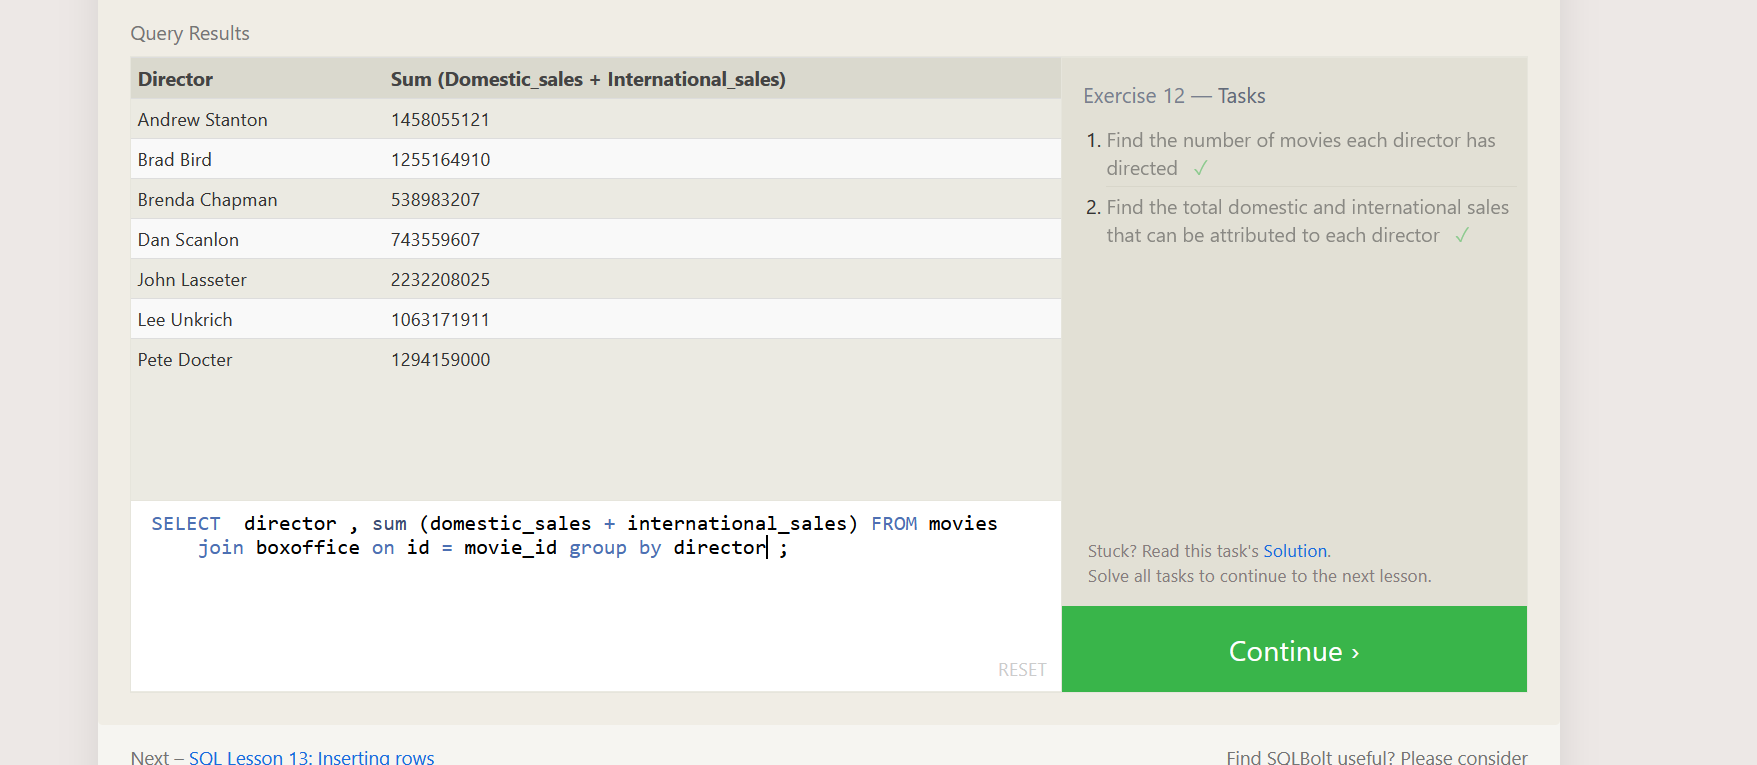 Query Results
Director Sum (Domestic_sales + International_sales)
Andrew Stanton 1458055121
Brad Bird 1255164910
Brenda Chapman 538983207
Dan Scanlon 743559607
John Lasseter 2232208025
Lee Unkrich 1063171911
Pete Docter 1294159000
SELECT director , sum (domestic_sales + international_sales) FROM movies
join boxoffice on id = movie_id group by director ;
RESET
Exercise 12 — Tasks
1. Find the number of movies each director has
directed ✓
2. Find the total domestic and international sales
that can be attributed to each director ✓
Stuck? Read this task's Solution.
Solve all tasks to continue to the next lesson.
Continue ›
Next – SQL Lesson 13: Inserting rows
Find SQLBolt useful? Please consider